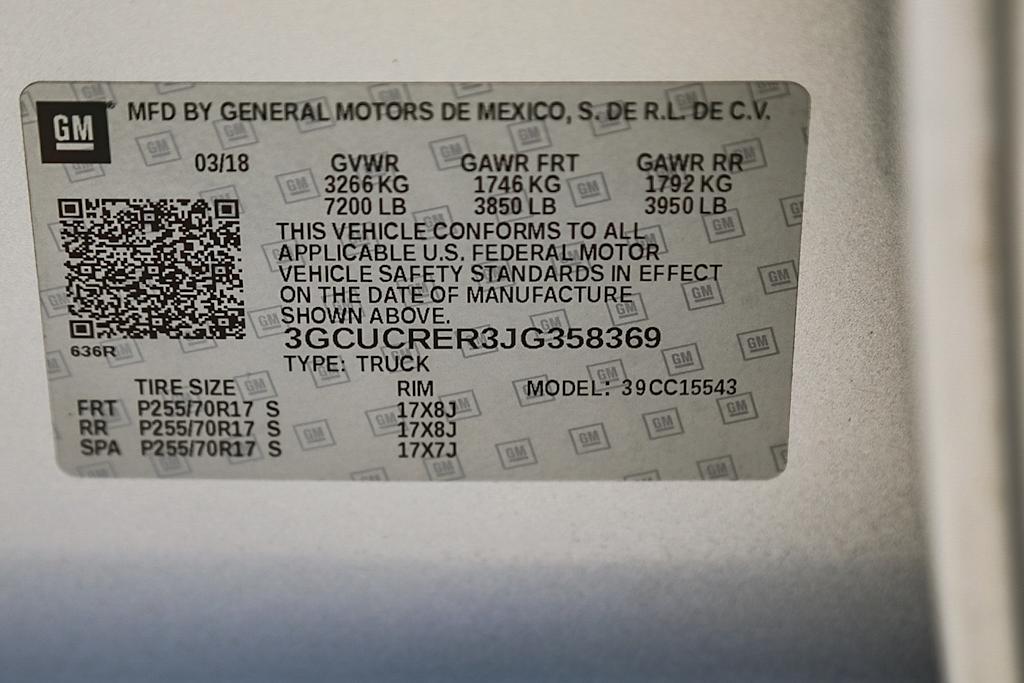 GM MFD BY GENERAL MOTORS DE MEXICO, S. DE R.L. DE C.V.
03/18 GVWR GAWR FRT GAWR RR
3266 KG 1746 KG 1792 KG
7200 LB 3850 LB 3950 LB
THIS VEHICLE CONFORMS TO ALL
APPLICABLE U.S. FEDERAL MOTOR
VEHICLE SAFETY STANDARDS IN EFFECT
ON THE DATE OF MANUFACTURE
SHOWN ABOVE.
3GCUCRER3JG358369
636R
TYPE: TRUCK
TIRE SIZE RIM MODEL: 39CC15543
FRT P255/70R17 S 17X8J
RR P255/70R17 S 17X8J
SPA P255/70R17 S 17X7J